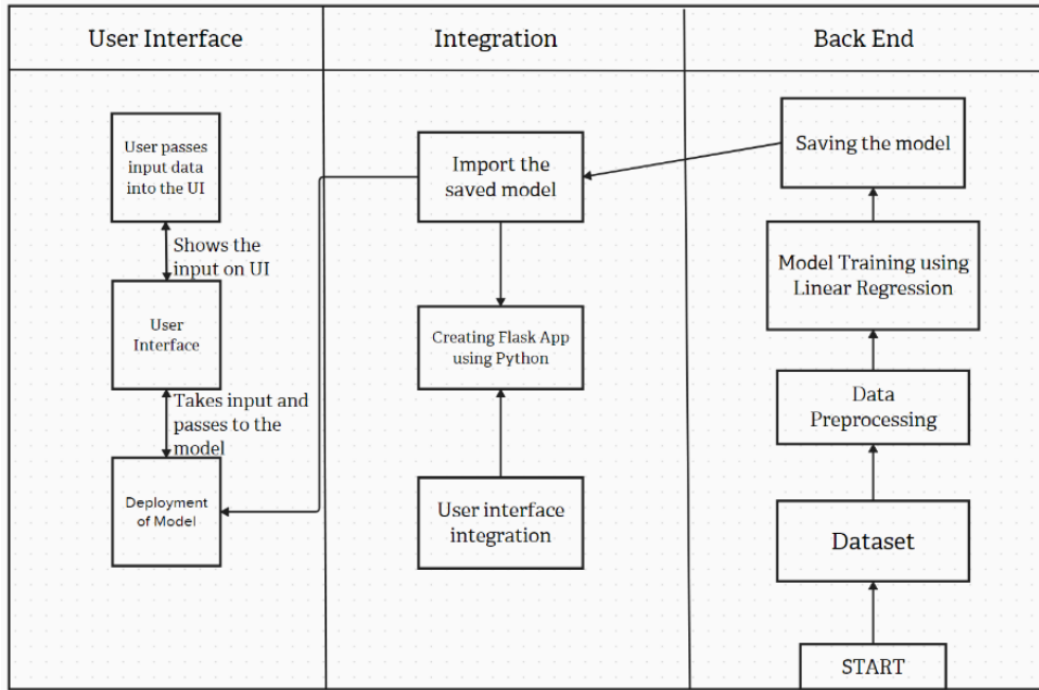 User Interface
Integration
Back End
User passes
input data
into the UI
Shows the
input on UI
User
Interface
Takes input and
passes to the
model
Deployment
of Model
Import the
saved model
Creating Flask App
using Python
User interface
integration
Saving the model
Model Training using
Linear Regression
Data
Preprocessing
Dataset
START